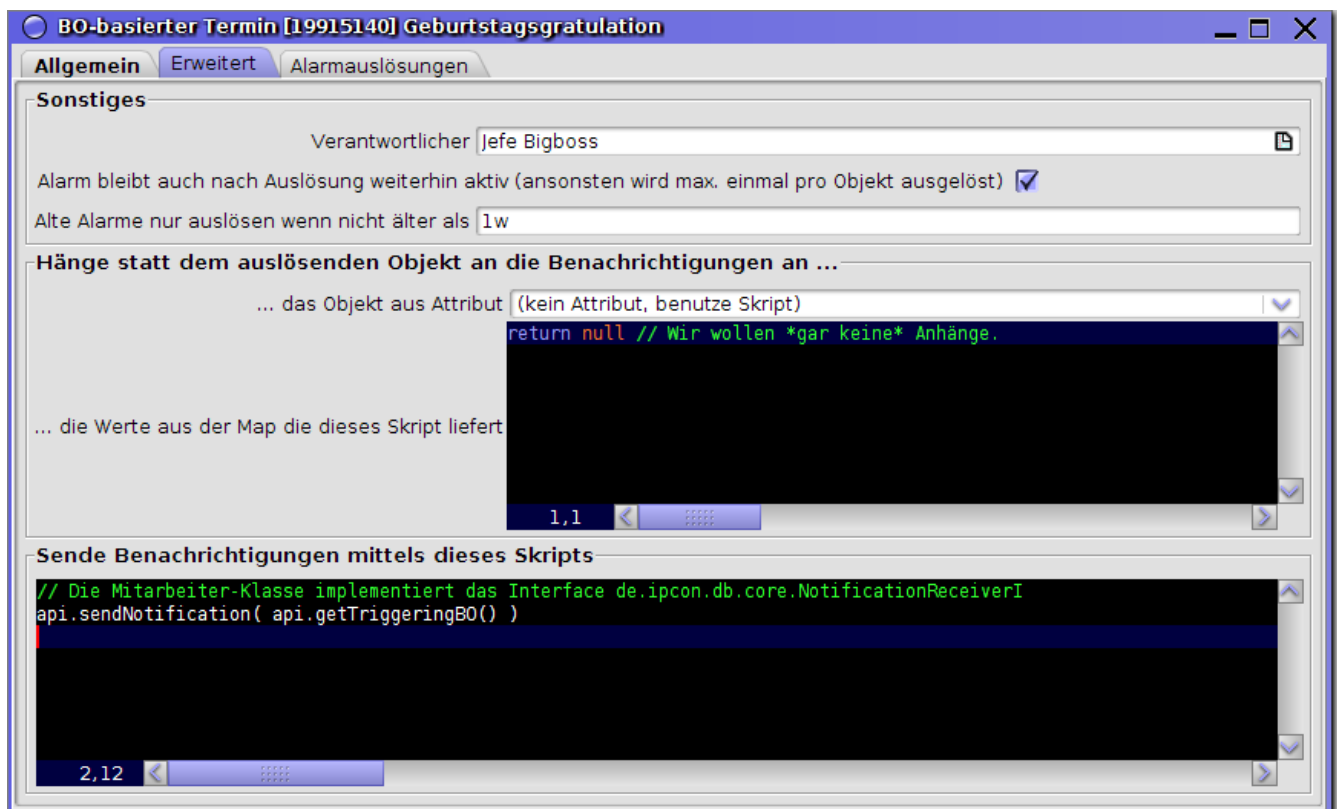 BO-basierter Termin [19915140] Geburtstagsgratulation
Allgemein Erweitert Alarmauslösungen
Sonstiges
Verantwortlicher Jefe Bigboss
Alarm bleibt auch nach Auslösung weiterhin aktiv (ansonsten wird max. einmal pro Objekt ausgelöst)
Alte Alarme nur auslösen wenn nicht älter als 1w
Hänge statt dem auslösenden Objekt an die Benachrichtigungen an ...
... das Objekt aus Attribut (kein Attribut, benutze Skript)
return null // Wir wollen *gar keine* Anhänge.
... die Werte aus der Map die dieses Skript liefert
1,1
Sende Benachrichtigungen mittels dieses Skripts
// Die Mitarbeiter-Klasse implementiert das Interface de.ipcon.db.core.NotificationReceiverI
api.sendNotification( api.getTriggeringBO() )
2,12